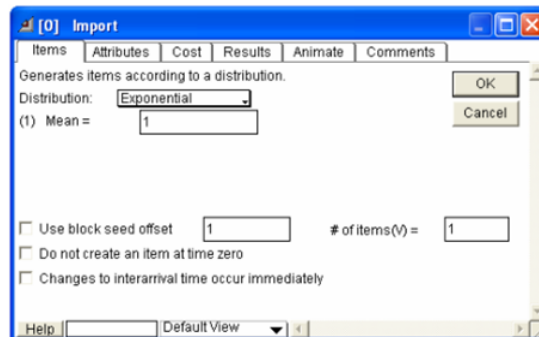 [0] Import
Items Attributes Cost Results Animate Comments
Generates items according to a distribution.
OK
Distribution: Exponential
Cancel
(1) Mean = 1
Use block seed offset 1 # of items(V) = 1
Do not create an item at time zero
Changes to interarrival time occur immediately
Help Default View